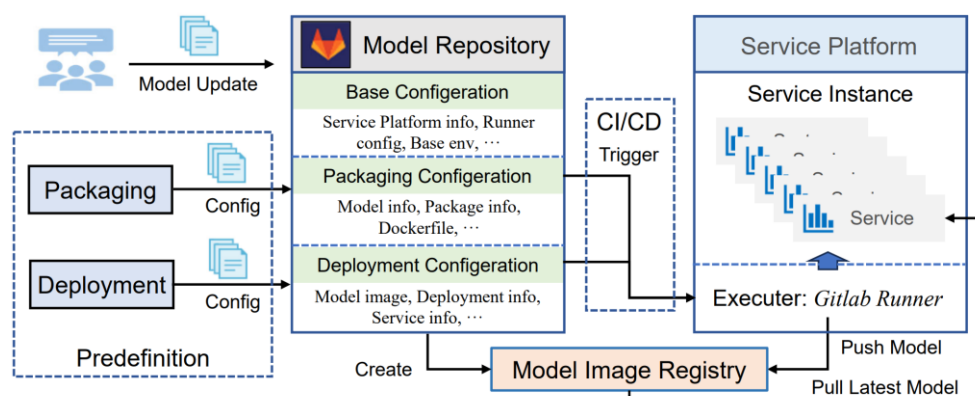 Model Update
Model Repository
Base Configeration
Service Platform info, Runner
config, Base env, ⋯
Packaging Configeration
Model info, Package info,
Dockerfile, ⋯
Deployment Configeration
Model image, Deployment info,
Service info, ⋯
Packaging
Config
Deployment
Config
Predefinition
CI/CD
Trigger
Service Platform
Service Instance
Service
Executer: Gitlab Runner
Create
Model Image Registry
Push Model
Pull Latest Model